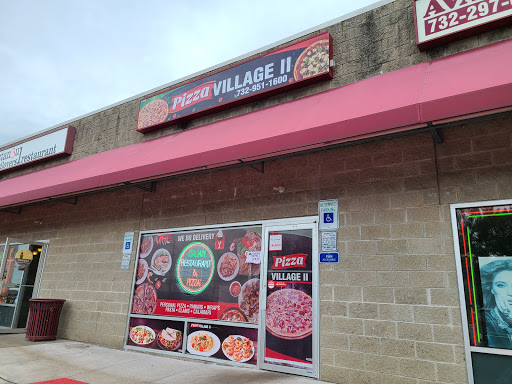 Pizza VILLAGE II
732-951-1600
732-297-
restaurant
WE DO DELIVERY
ITALIAN
RESTAURANT
&
PIZZA
PERSONAL PIZZA • PANINIS • WRAPS
PASTA • CLAMS • CALAMARI
Pizza
VILLAGE II